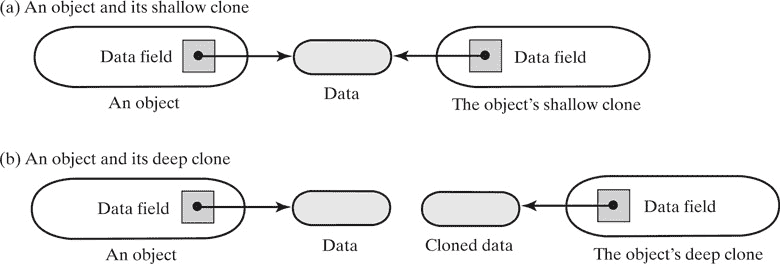 (a) An object and its shallow clone
Data field
Data field
An object
Data
The object's shallow clone
(b) An object and its deep clone
Data field
Data field
An object
Data
Cloned data
The object's deep clone